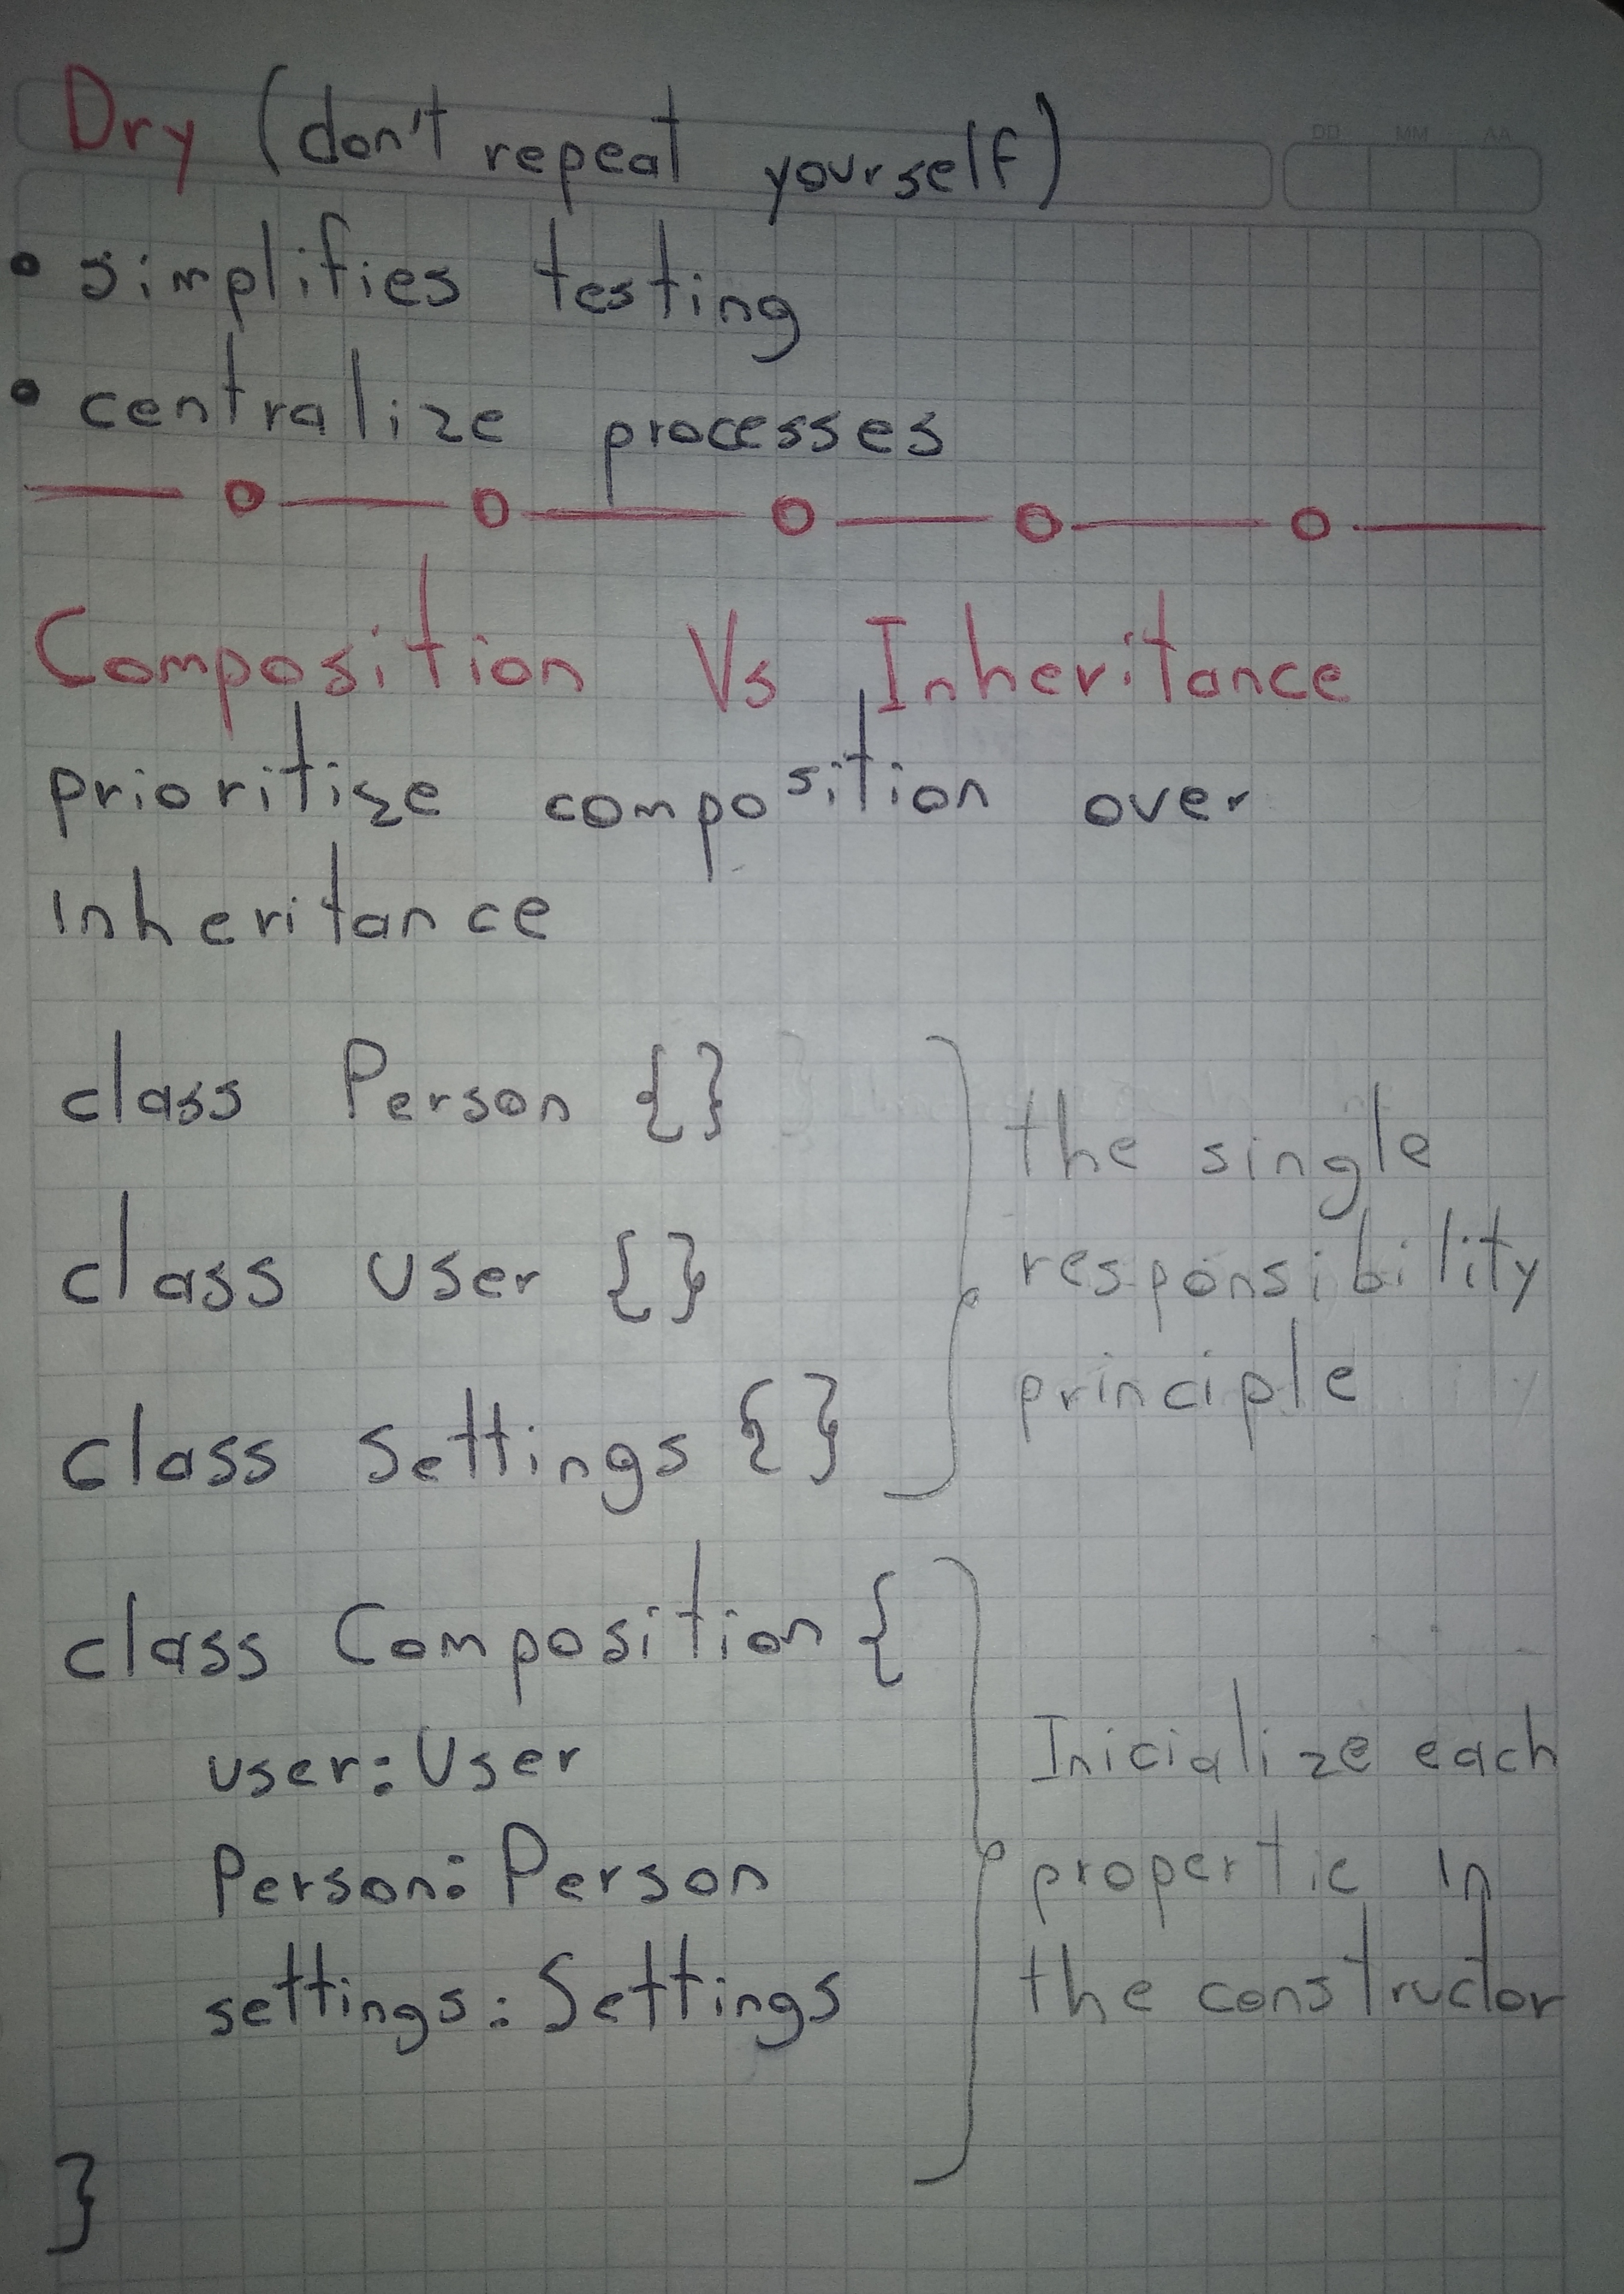 Dry (don't repeat yourself)
DD MM AA
• simplifies testing
• centralize processes
Composition Vs Inheritance
prioritize composition over
inheritance
class Person {}
class User {}
class Settings {}
the single
responsibility
principle
class Composition {
user: User
Person: Person
settings: Settings
}
Inicialize each
propertie in
the constructor